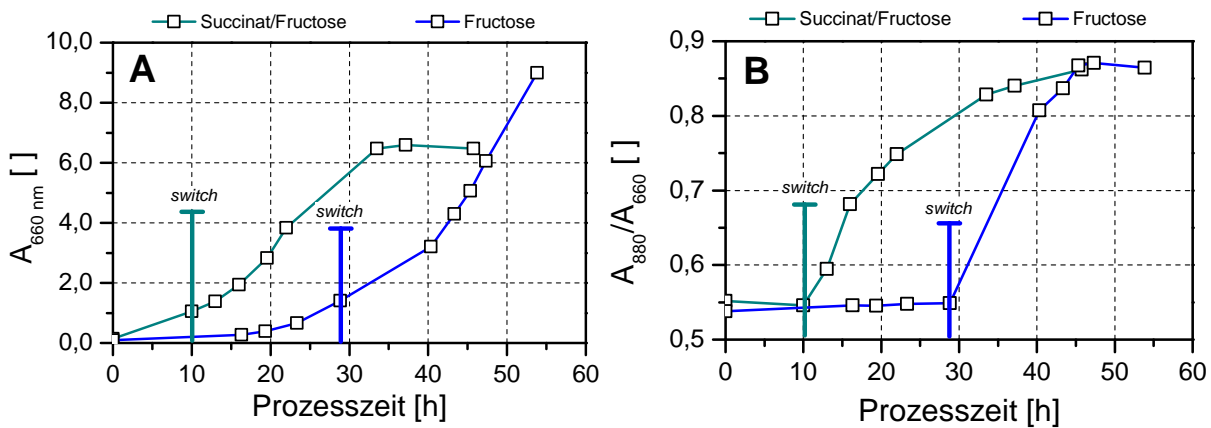 Succinat/Fructose Fructose
A
switch
switch
10,0
8,0
6,0
4,0
2,0
0,0
A660 nm [ ]
0 10 20 30 40 50 60
Prozesszeit [h]
Succinat/Fructose Fructose
B
switch
switch
0,9
0,8
0,7
0,6
0,5
A880/A660 [ ]
0 10 20 30 40 50 60
Prozesszeit [h]